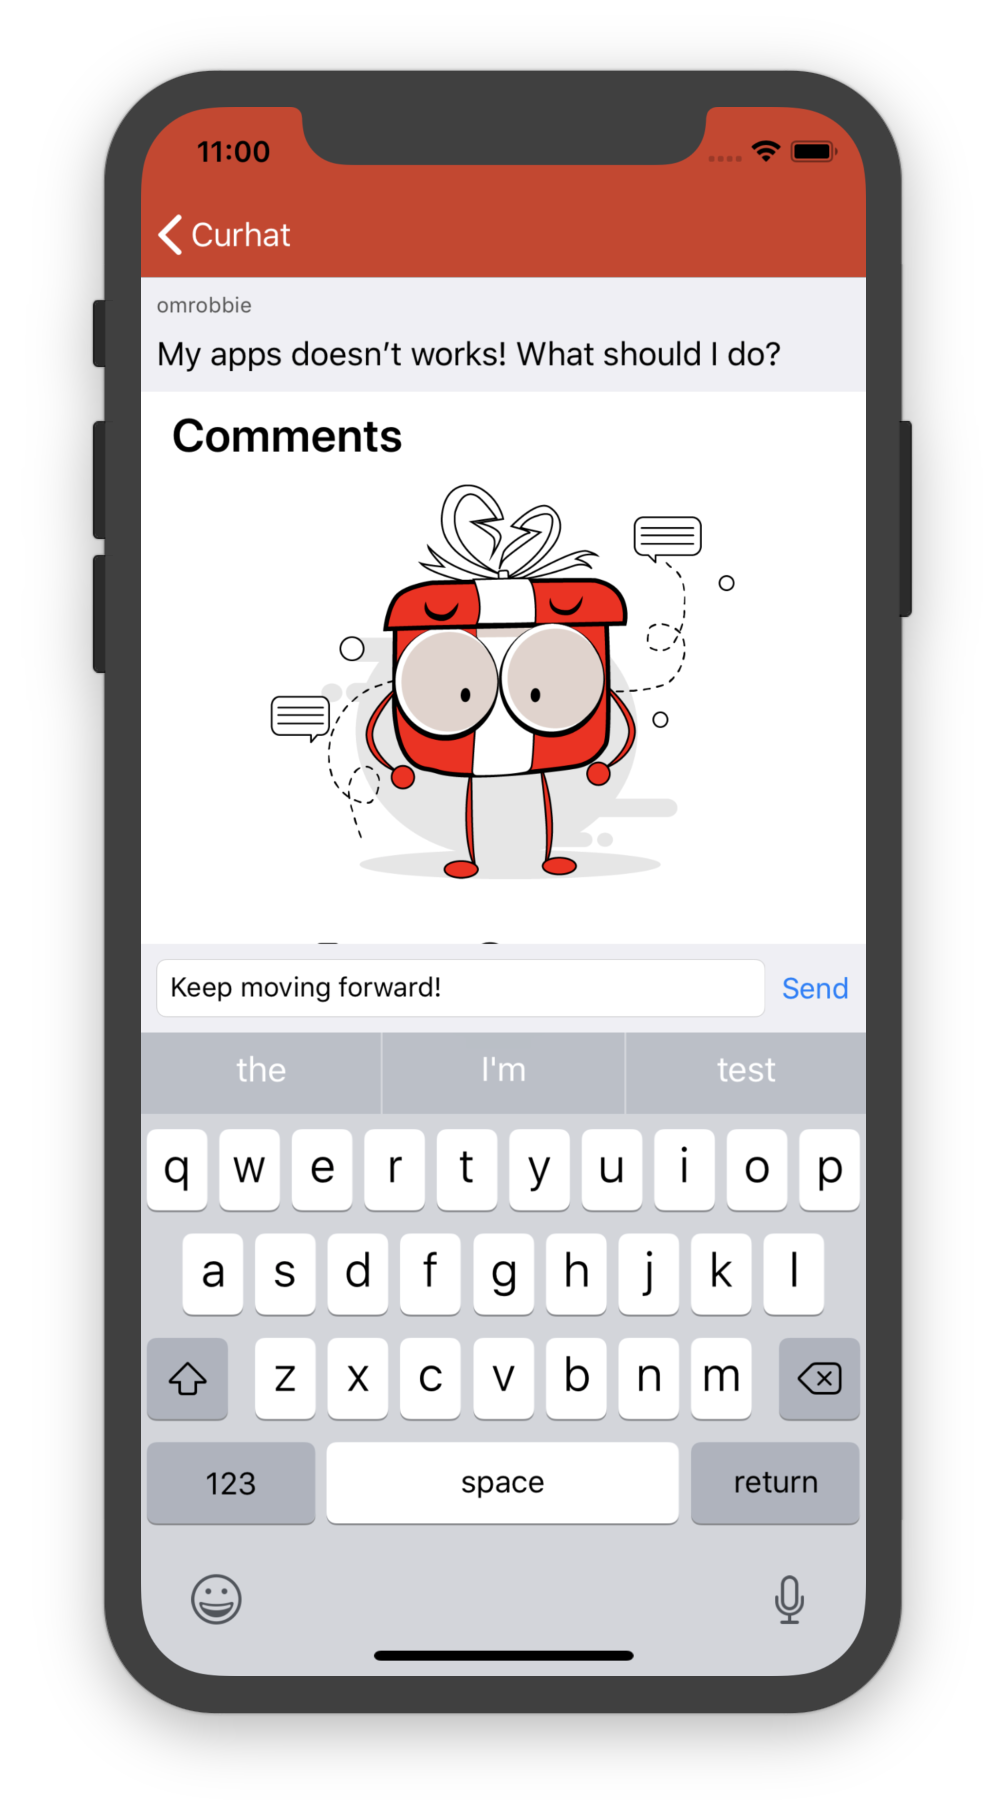 11:00
Curhat
omrobbie
My apps doesn’t works! What should I do?
Comments
Keep moving forward!
Send
the I'm test
q w e r t y u i o p
a s d f g h j k l
z x c v b n m
123 space return